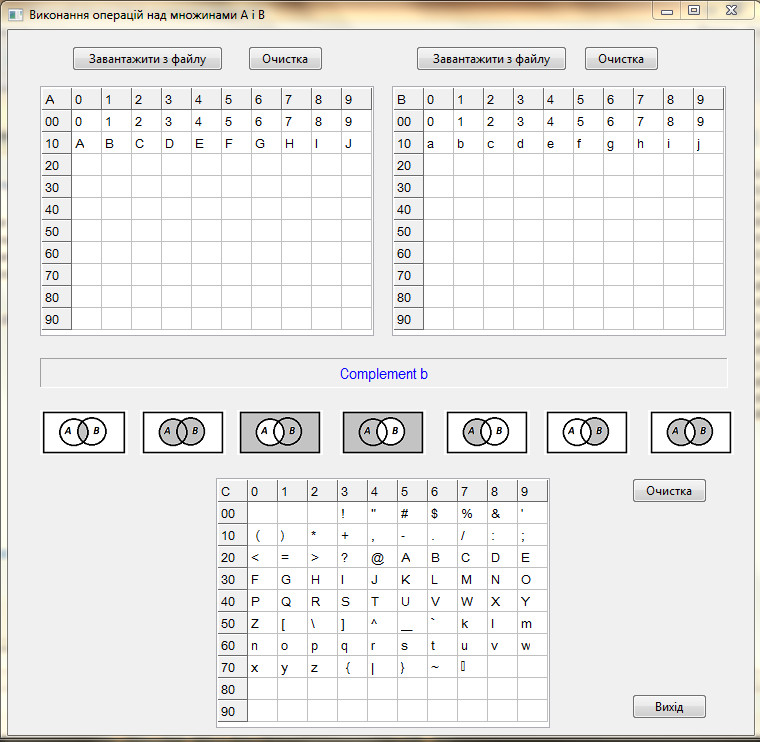 Виконання операцій над множинами A і B
Завантажити з файлу Очистка Завантажити з файлу Очистка
A 0 1 2 3 4 5 6 7 8 9
00 0 1 2 3 4 5 6 7 8 9
10 A B C D E F G H I J
20
30
40
50
60
70
80
90
B 0 1 2 3 4 5 6 7 8 9
00 0 1 2 3 4 5 6 7 8 9
10 a b c d e f g h i j
20
30
40
50
60
70
80
90
Complement b
A B A B A B A B A B A B A B
C 0 1 2 3 4 5 6 7 8 9
00 ! " # $ % & '
10 ( ) * + , - . / : ;
20 < = > ? @ A B C D E
30 F G H I J K L M N O
40 P Q R S T U V W X Y
50 Z [ \ ] ^ _ ` k l m
60 n o p q r s t u v w
70 x y z { | } ~
80
90
Очистка
Вихід